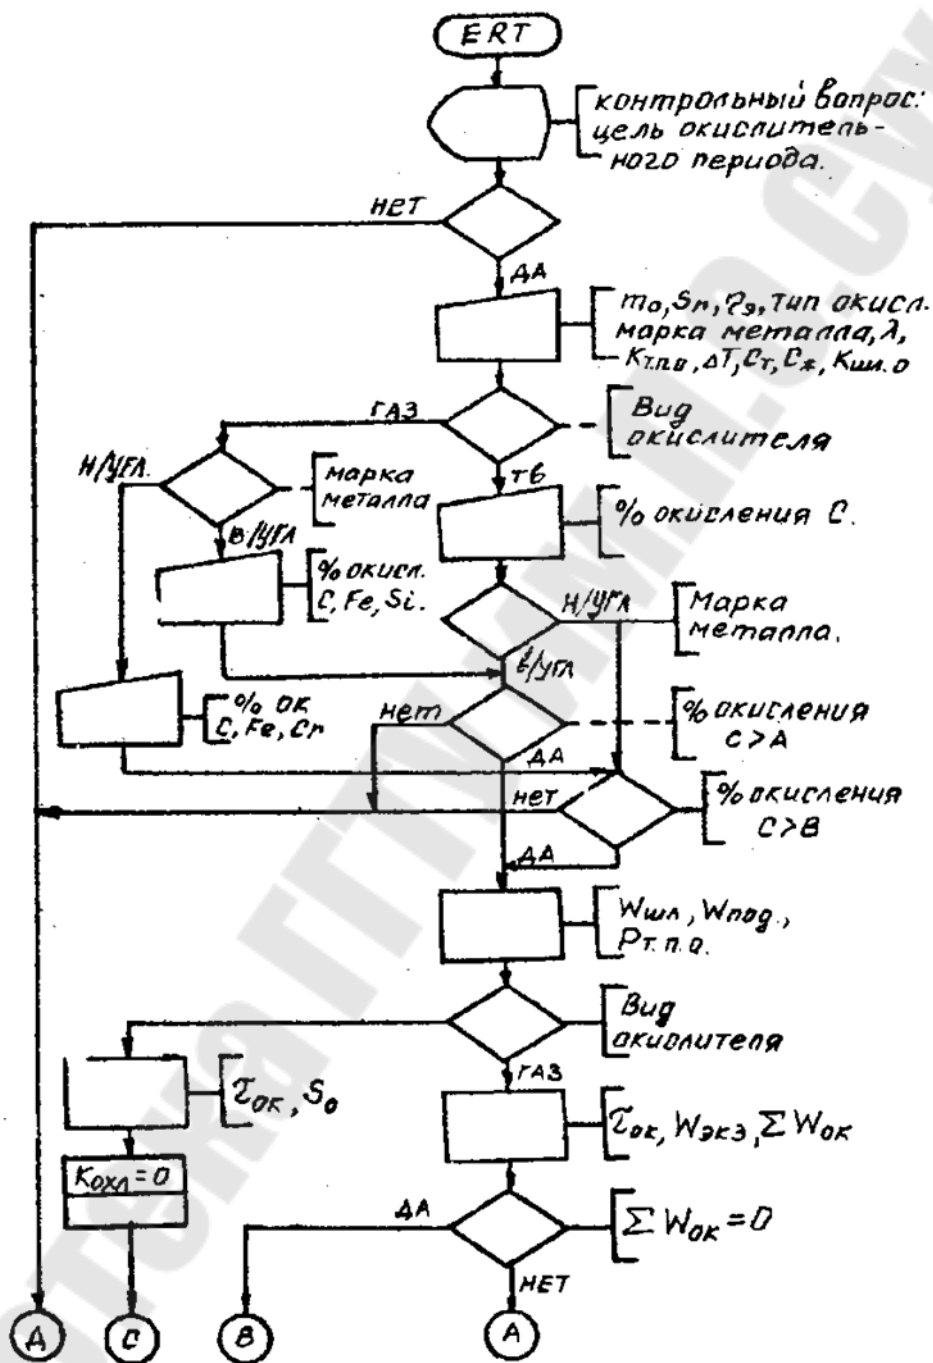 ERT
контрольный вопрос:
цель окислитель-
ного периода.
НЕТ
ДА
m₀, Sп, ηэ, тип окисл.
марка металла, λ,
Kт.п.о, ΔT, Cт, Cж, Kшл.о
ГАЗ
Вид
окислителя
Н/УГЛ.
марка
металла
ТВ
% окисления С.
В/УГЛ
% окисл.
C, Fe, Si.
Н/УГЛ
Марка
металла.
В/УГЛ
% ок
C, Fe, Cr
нет
% окисления
C>A
ДА
нет
% окисления
C>B
ДА
Wшл, Wпод.,
Pт.п.о.
Вид
окислителя
ГАЗ
τок, S₀
τок, Wэкз, Σ Wок
Kохл=0
ДА
Σ Wок=0
НЕТ
Д
С
В
А